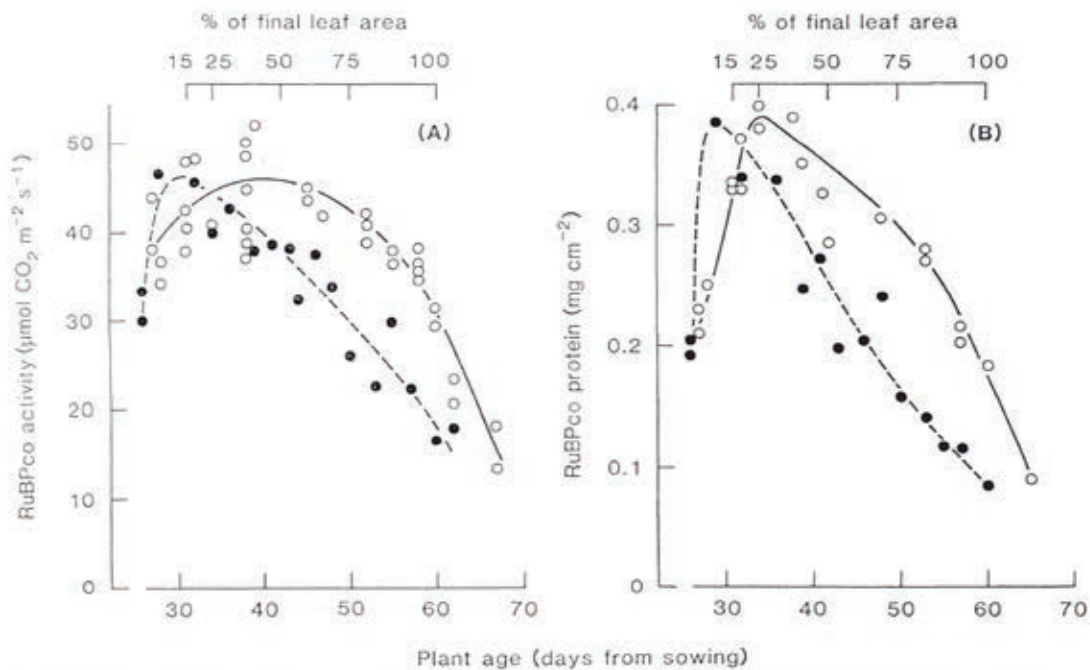 % of final leaf area
15 25 50 75 100
(A)
RuBPco activity (µmol CO₂ m⁻² s⁻¹)
50
40
30
20
10
0
30 40 50 60 70
% of final leaf area
15 25 50 75 100
(B)
RuBPco protein (mg cm⁻²)
0.4
0.3
0.2
0.1
0
30 40 50 60 70
Plant age (days from sowing)